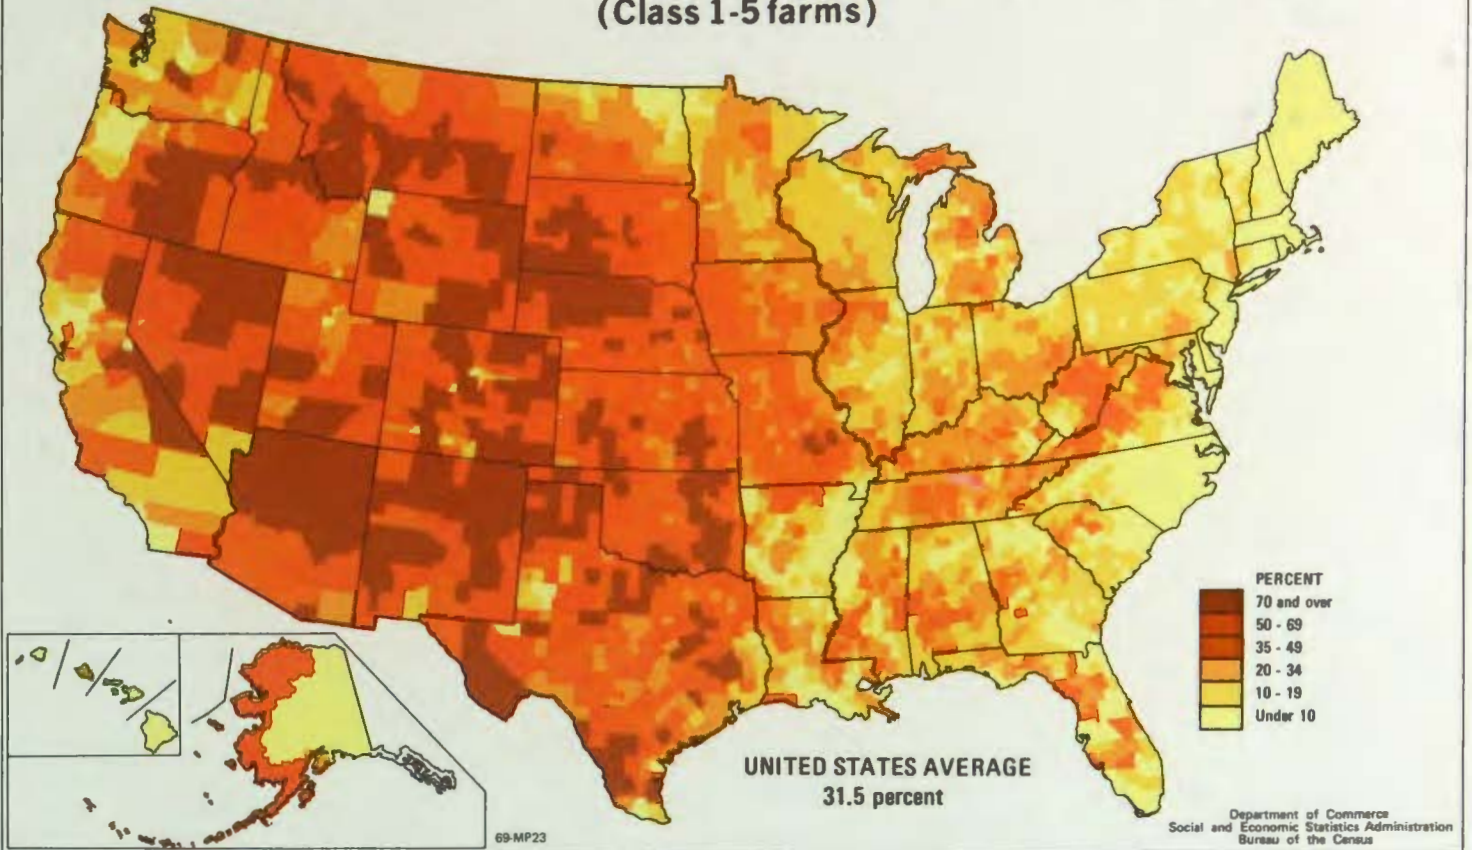 (Class 1-5 farms)
PERCENT
70 and over
50 - 69
35 - 49
20 - 34
10 - 19
Under 10
UNITED STATES AVERAGE
31.5 percent
69-MP23
Department of Commerce
Social and Economic Statistics Administration
Bureau of the Census